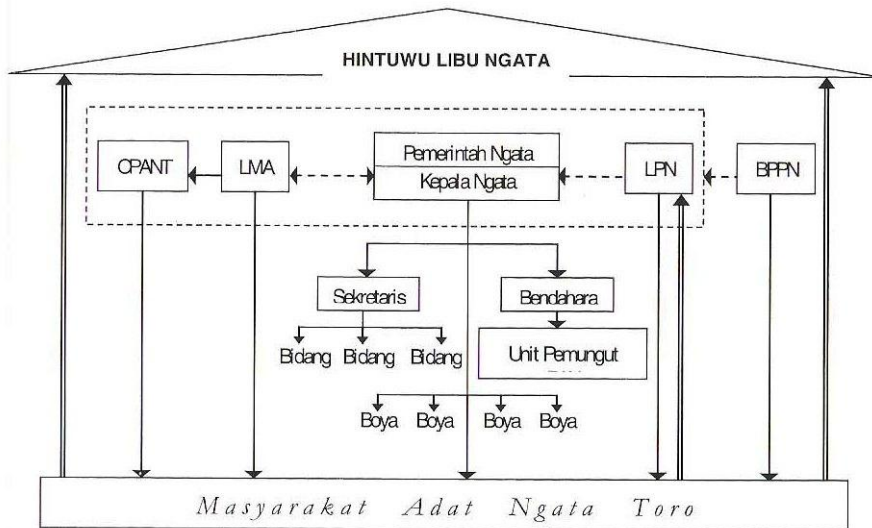 HINTUWU LIBU NGATA
OPANT
LMA
Pemerintah Ngata
Kepala Ngata
LPN
BPPN
Sekretaris
Bendahara
Bidang Bidang Bidang
Unit Pemungut
Boya Boya Boya Boya
Masyarakat Adat Ngata Toro